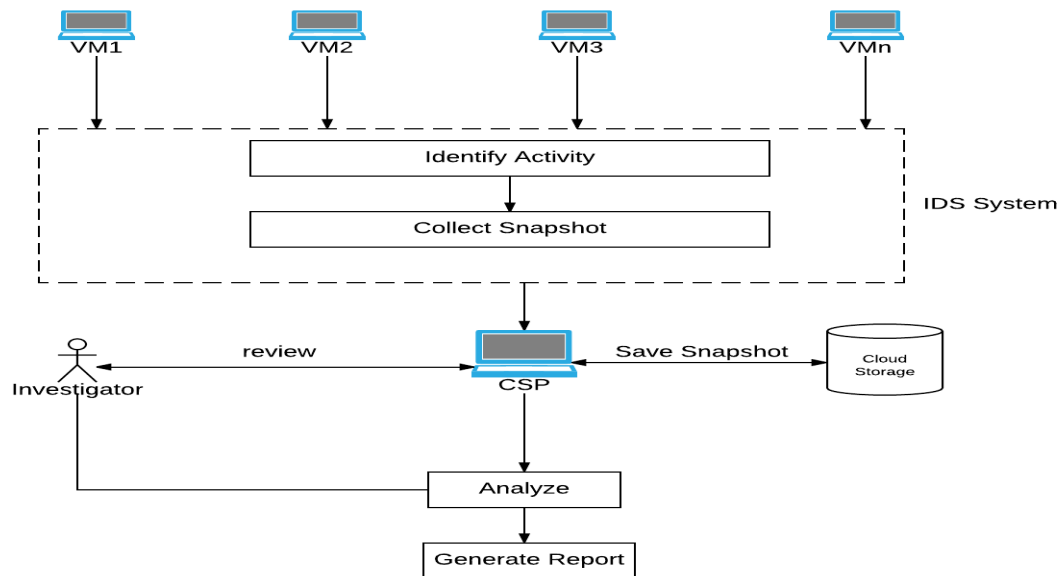 VM1
VM2
VM3
VMn
Identify Activity
Collect Snapshot
IDS System
review
Save Snapshot
Cloud
Storage
Investigator
CSP
Analyze
Generate Report